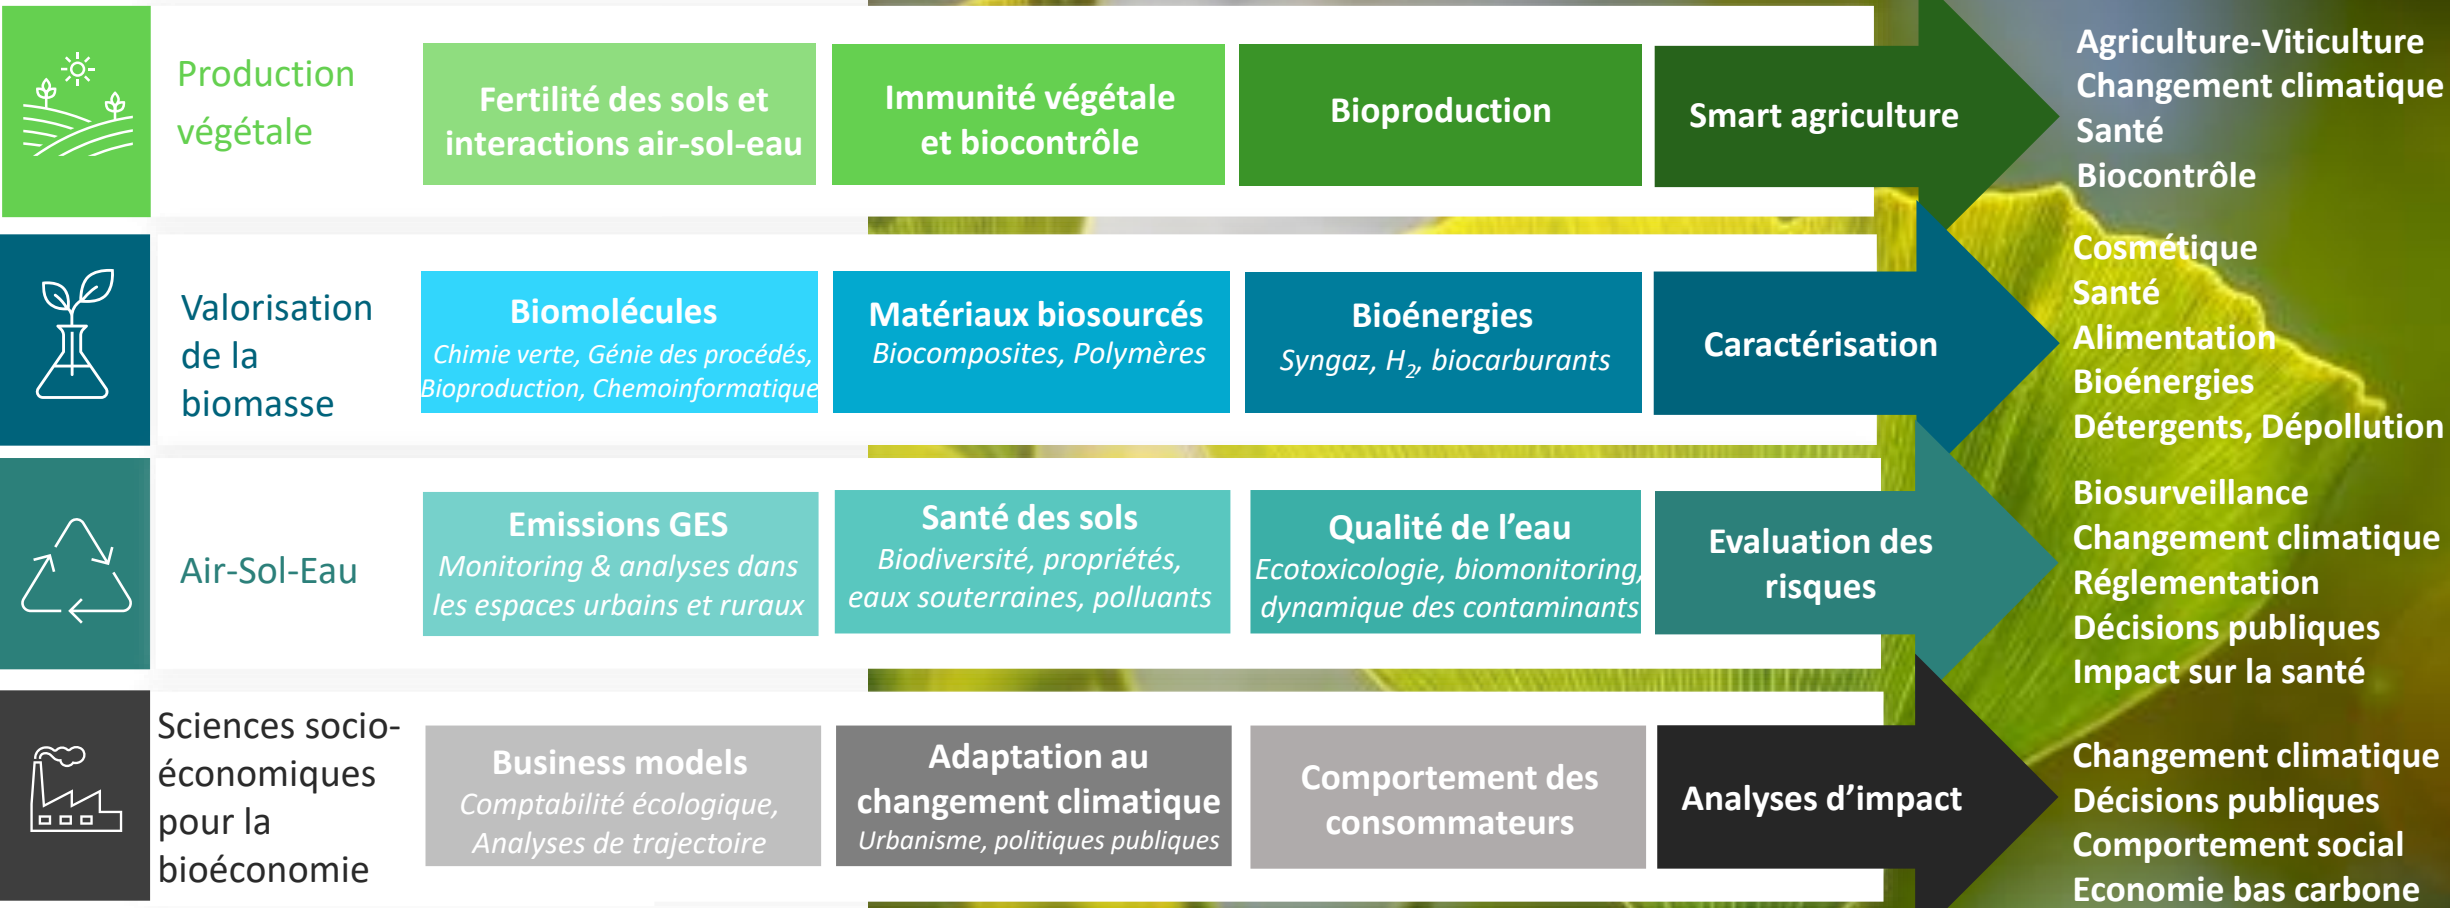 Production
végétale
Fertilité des sols et
interactions air-sol-eau
Immunité végétale
et biocontrôle
Bioproduction
Smart agriculture
Agriculture-Viticulture
Changement climatique
Santé
Biocontrôle
Valorisation
de la
biomasse
Biomolécules
Chimie verte, Génie des procédés,
Bioproduction, Chemoinformatique
Matériaux biosourcés
Biocomposites, Polymères
Bioénergies
Syngaz, H₂, biocarburants
Caractérisation
Cosmétique
Santé
Alimentation
Bioénergies
Détergents, Dépollution
Air-Sol-Eau
Emissions GES
Monitoring & analyses dans
les espaces urbains et ruraux
Santé des sols
Biodiversité, propriétés,
eaux souterraines, polluants
Qualité de l’eau
Ecotoxicologie, biomonitoring,
dynamique des contaminants
Evaluation des
risques
Biosurveillance
Changement climatique
Réglementation
Décisions publiques
Impact sur la santé
Sciences socio-
économiques
pour la
bioéconomie
Business models
Comptabilité écologique,
Analyses de trajectoire
Adaptation au
changement climatique
Urbanisme, politiques publiques
Comportement des
consommateurs
Analyses d’impact
Changement climatique
Décisions publiques
Comportement social
Economie bas carbone